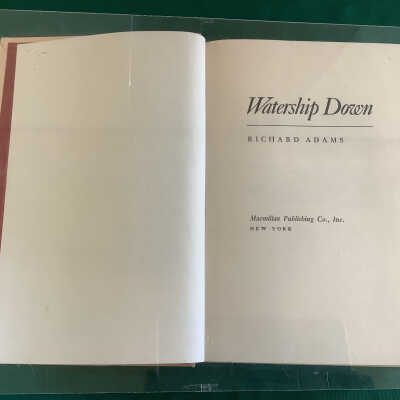 Watership Down
RICHARD ADAMS
Macmillan Publishing Co., Inc.
NEW YORK